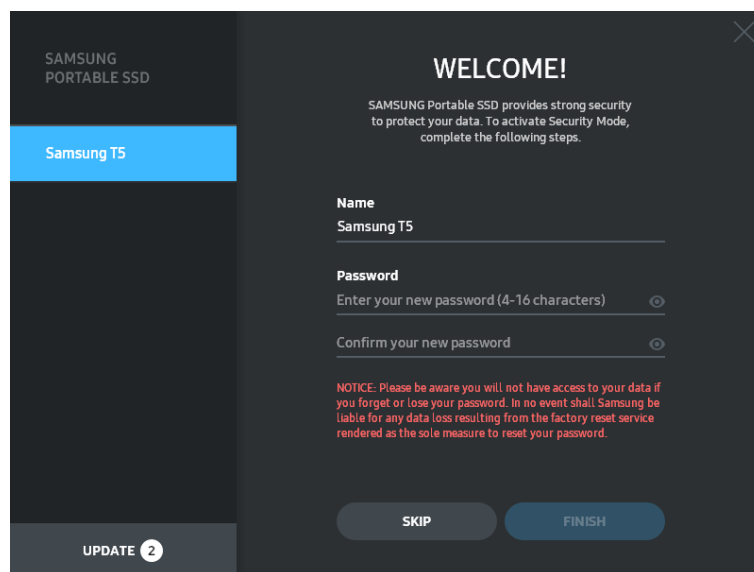 SAMSUNG
PORTABLE SSD
Samsung T5
UPDATE 2
WELCOME!
SAMSUNG Portable SSD provides strong security
to protect your data. To activate Security Mode,
complete the following steps.
Name
Samsung T5
Password
Enter your new password (4-16 characters)
Confirm your new password
NOTICE: Please be aware you will not have access to your data if
you forget or lose your password. In no event shall Samsung be
liable for any data loss resulting from the factory reset service
rendered as the sole measure to reset your password.
SKIP
FINISH